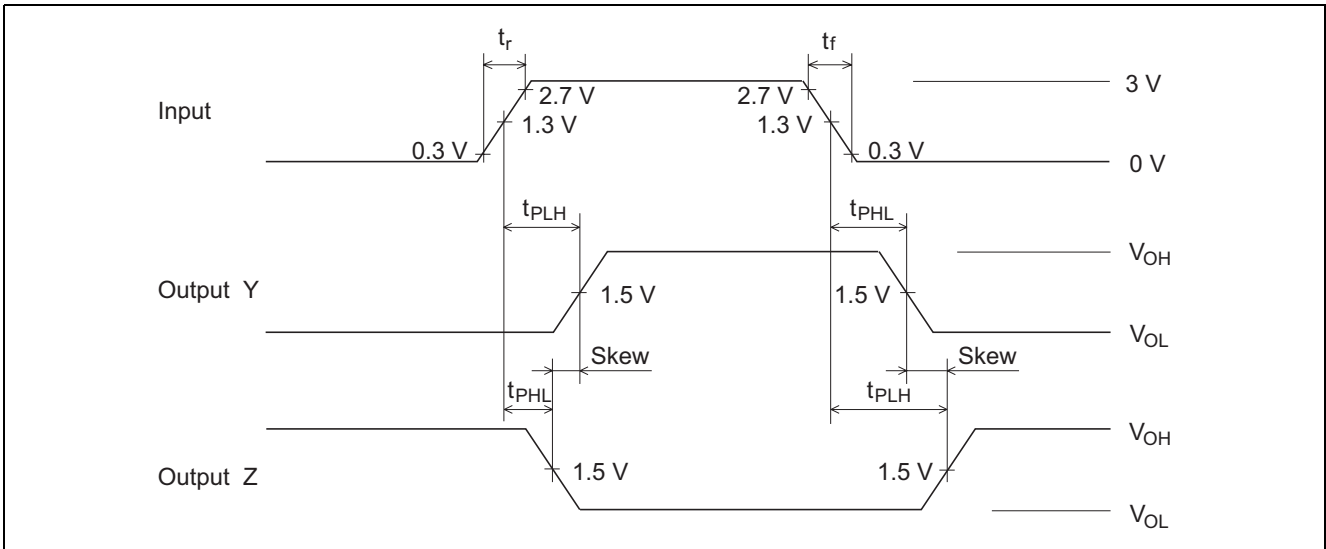 tr
tf
3 V
2.7 V
2.7 V
Input
1.3 V
1.3 V
0.3 V
0.3 V
0 V
tPLH
tPHL
VOH
Output Y
1.5 V
1.5 V
VOL
Skew
Skew
tPHL
tPLH
VOH
Output Z
1.5 V
1.5 V
VOL